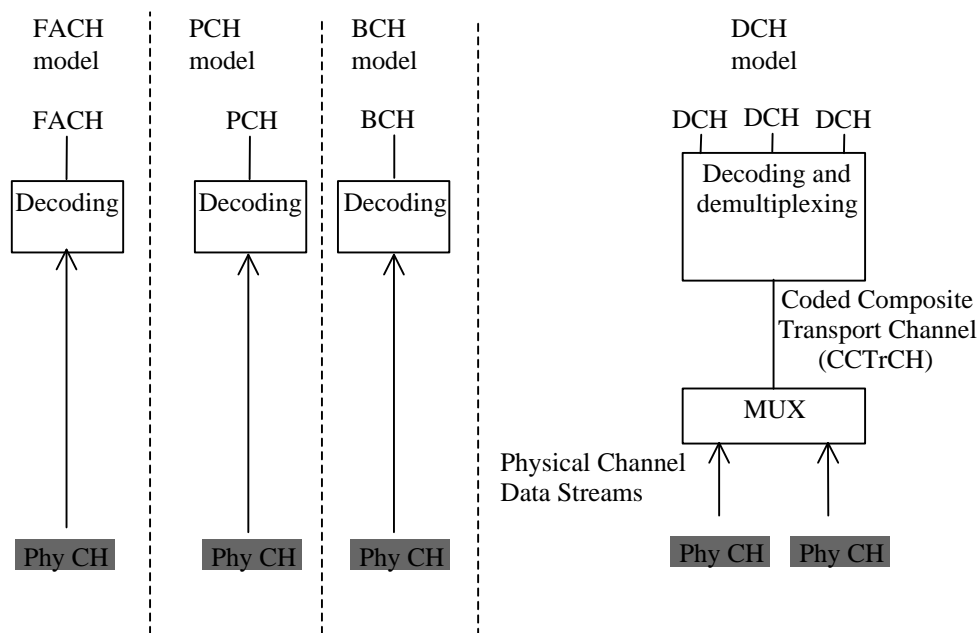 FACH
model
FACH
Decoding
Phy CH
PCH
model
PCH
Decoding
Phy CH
BCH
model
BCH
Decoding
Phy CH
DCH
model
DCH DCH DCH
Decoding and
demultiplexing
Coded Composite
Transport Channel
(CCTrCH)
MUX
Physical Channel
Data Streams
Phy CH Phy CH